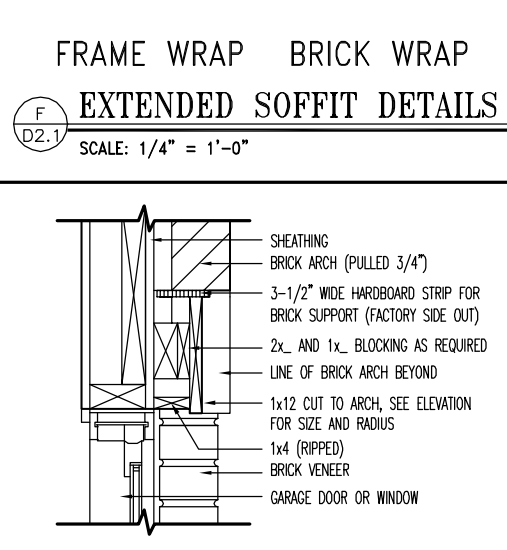 FRAME WRAP BRICK WRAP
F
D2.1
EXTENDED SOFFIT DETAILS
SCALE: 1/4" = 1'-0"
SHEATHING
BRICK ARCH (PULLED 3/4")
3-1/2" WIDE HARDBOARD STRIP FOR
BRICK SUPPORT (FACTORY SIDE OUT)
2x_ AND 1x_ BLOCKING AS REQUIRED
LINE OF BRICK ARCH BEYOND
1x12 CUT TO ARCH, SEE ELEVATION
FOR SIZE AND RADIUS
1x4 (RIPPED)
BRICK VENEER
GARAGE DOOR OR WINDOW